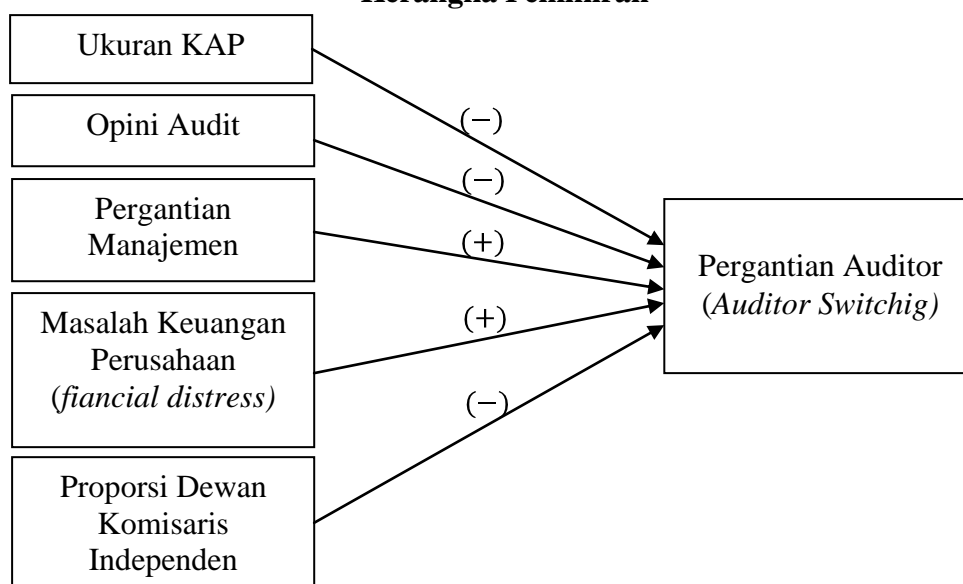 Kerangka Pemikiran
Ukuran KAP
(−)
Opini Audit
(−)
Pergantian
Manajemen
(+)
Masalah Keuangan
Perusahaan
(fiancial distress)
(+)
Proporsi Dewan
Komisaris
Independen
(−)
Pergantian Auditor
(Auditor Switchig)